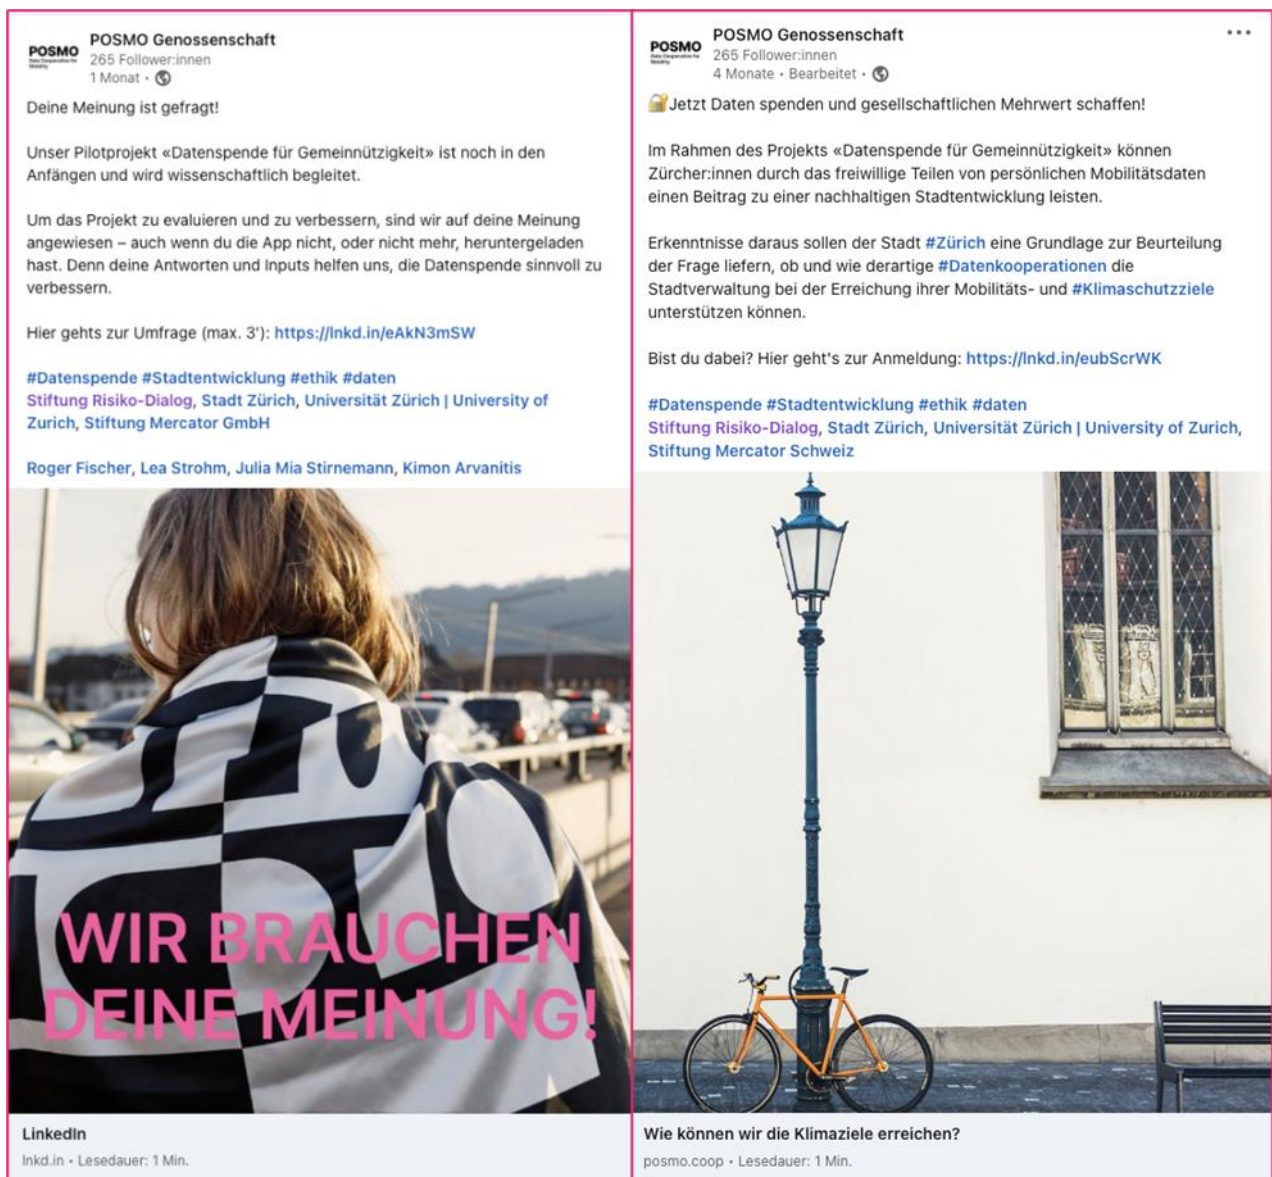 POSMO
Data Cooperative for
Mobility
POSMO Genossenschaft
265 Follower:innen
1 Monat •
Deine Meinung ist gefragt!
Unser Pilotprojekt «Datenspende für Gemeinnützigkeit» ist noch in den
Anfängen und wird wissenschaftlich begleitet.
Um das Projekt zu evaluieren und zu verbessern, sind wir auf deine Meinung
angewiesen – auch wenn du die App nicht, oder nicht mehr, heruntergeladen
hast. Denn deine Antworten und Inputs helfen uns, die Datenspende sinnvoll zu
verbessern.
Hier gehts zur Umfrage (max. 3'): https://lnkd.in/eAkN3mSW
#Datenspende #Stadtentwicklung #ethik #daten
Stiftung Risiko-Dialog, Stadt Zürich, Universität Zürich | University of
Zurich, Stiftung Mercator GmbH
Roger Fischer, Lea Strohm, Julia Mia Stirnemann, Kimon Arvanitis
WIR BRAUCHEN
DEINE MEINUNG!
LinkedIn
lnkd.in • Lesedauer: 1 Min.
POSMO
Data Cooperative for
Mobility
POSMO Genossenschaft
265 Follower:innen
4 Monate • Bearbeitet •
Jetzt Daten spenden und gesellschaftlichen Mehrwert schaffen!
Im Rahmen des Projekts «Datenspende für Gemeinnützigkeit» können
Zürcher:innen durch das freiwillige Teilen von persönlichen Mobilitätsdaten
einen Beitrag zu einer nachhaltigen Stadtentwicklung leisten.
Erkenntnisse daraus sollen der Stadt #Zürich eine Grundlage zur Beurteilung
der Frage liefern, ob und wie derartige #Datenkooperationen die
Stadtverwaltung bei der Erreichung ihrer Mobilitäts- und #Klimaschutzziele
unterstützen können.
Bist du dabei? Hier geht's zur Anmeldung: https://lnkd.in/eubScrWK
#Datenspende #Stadtentwicklung #ethik #daten
Stiftung Risiko-Dialog, Stadt Zürich, Universität Zürich | University of Zurich,
Stiftung Mercator Schweiz
Wie können wir die Klimaziele erreichen?
posmo.coop • Lesedauer: 1 Min.